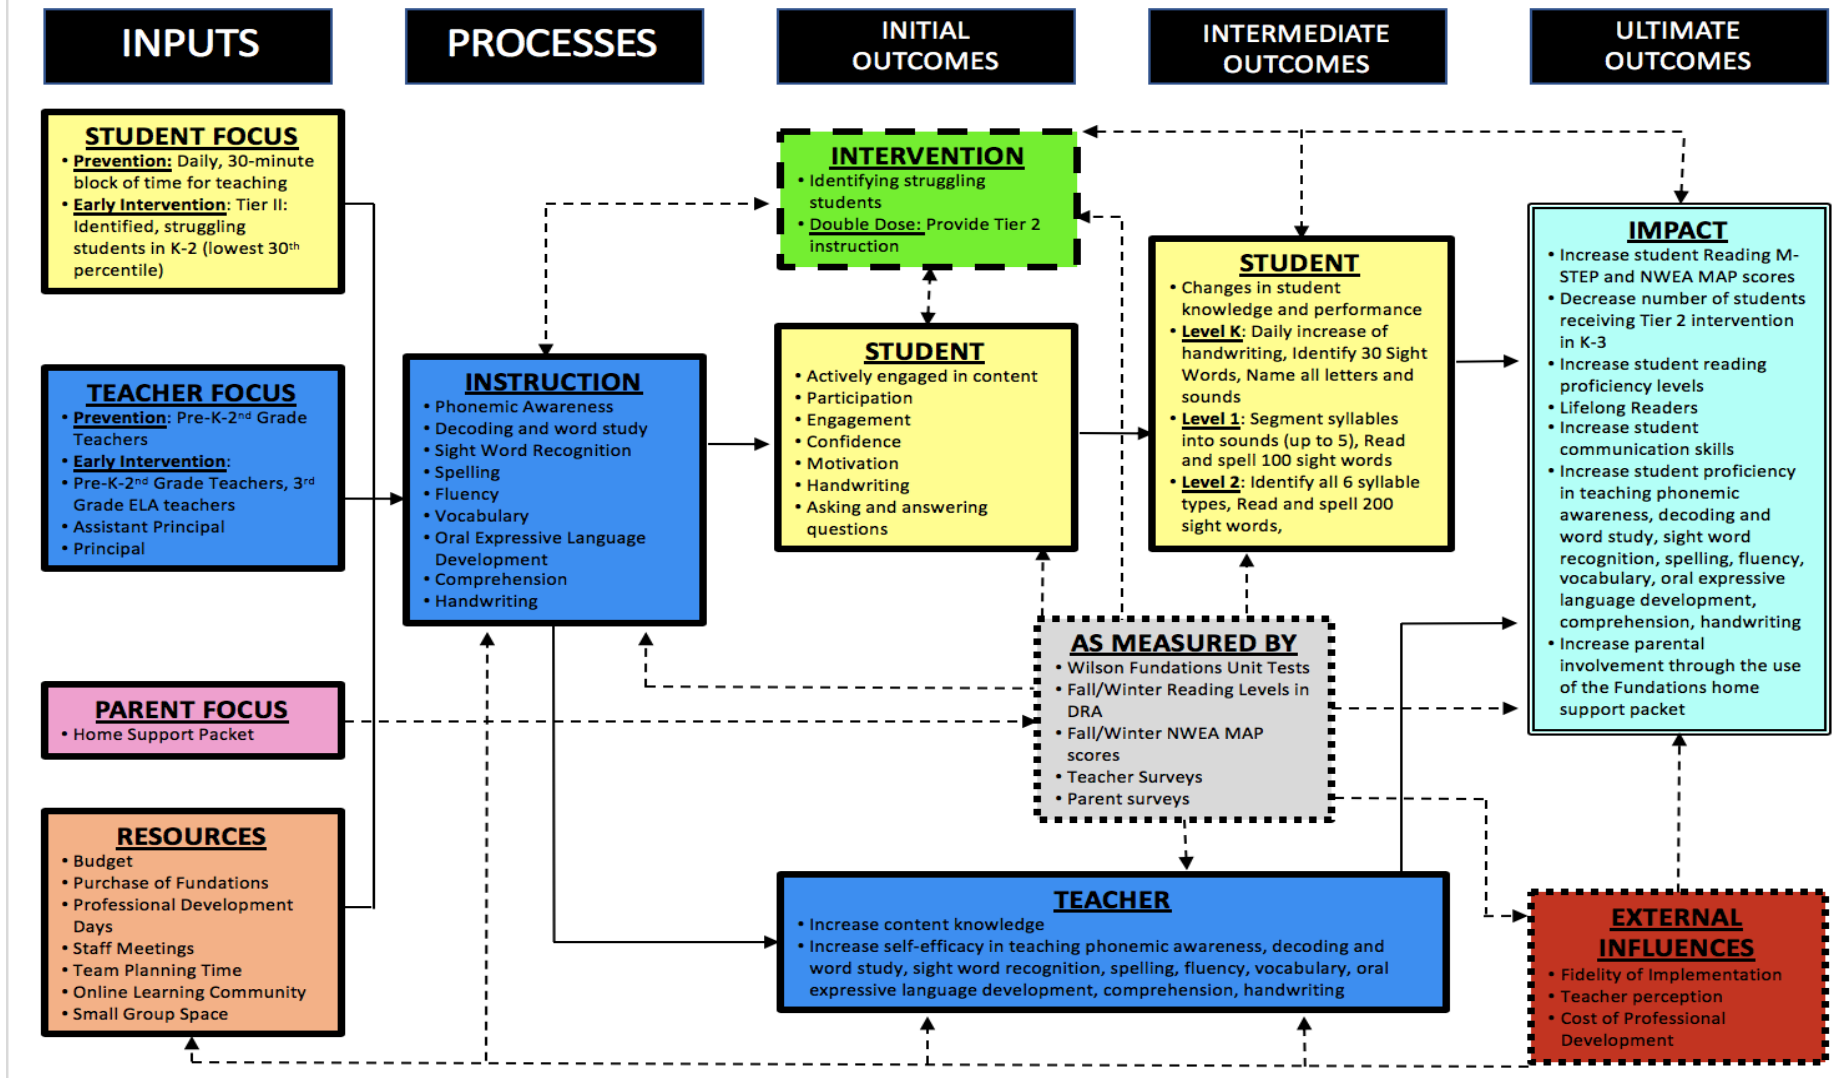 INPUTS
PROCESSES
INITIAL
OUTCOMES
INTERMEDIATE
OUTCOMES
ULTIMATE
OUTCOMES
STUDENT FOCUS
• Prevention: Daily, 30-minute
block of time for teaching
• Early Intervention: Tier II:
Identified, struggling
students in K-2 (lowest 30th
percentile)
TEACHER FOCUS
• Prevention: Pre-K-2nd Grade
Teachers
• Early Intervention:
• Pre-K-2nd Grade Teachers, 3rd
Grade ELA teachers
• Assistant Principal
• Principal
PARENT FOCUS
• Home Support Packet
RESOURCES
• Budget
• Purchase of Fundations
• Professional Development
Days
• Staff Meetings
• Team Planning Time
• Online Learning Community
• Small Group Space
INSTRUCTION
• Phonemic Awareness
• Decoding and word study
• Sight Word Recognition
• Spelling
• Fluency
• Vocabulary
• Oral Expressive Language
Development
• Comprehension
• Handwriting
INTERVENTION
• Identifying struggling
students
• Double Dose: Provide Tier 2
instruction
STUDENT
• Actively engaged in content
• Participation
• Engagement
• Confidence
• Motivation
• Handwriting
• Asking and answering
questions
STUDENT
• Changes in student
knowledge and performance
• Level K: Daily increase of
handwriting, Identify 30 Sight
Words, Name all letters and
sounds
• Level 1: Segment syllables
into sounds (up to 5), Read
and spell 100 sight words
• Level 2: Identify all 6 syllable
types, Read and spell 200
sight words,
AS MEASURED BY
• Wilson Fundations Unit Tests
• Fall/Winter Reading Levels in
DRA
• Fall/Winter NWEA MAP
scores
• Teacher Surveys
• Parent surveys
TEACHER
• Increase content knowledge
• Increase self-efficacy in teaching phonemic awareness, decoding and
word study, sight word recognition, spelling, fluency, vocabulary, oral
expressive language development, comprehension, handwriting
IMPACT
• Increase student Reading M-
STEP and NWEA MAP scores
• Decrease number of students
receiving Tier 2 intervention
in K-3
• Increase student reading
proficiency levels
• Lifelong Readers
• Increase student
communication skills
• Increase student proficiency
in teaching phonemic
awareness, decoding and
word study, sight word
recognition, spelling, fluency,
vocabulary, oral expressive
language development,
comprehension, handwriting
• Increase parental
involvement through the use
of the Fundations home
support packet
EXTERNAL
INFLUENCES
• Fidelity of Implementation
• Teacher perception
• Cost of Professional
Development